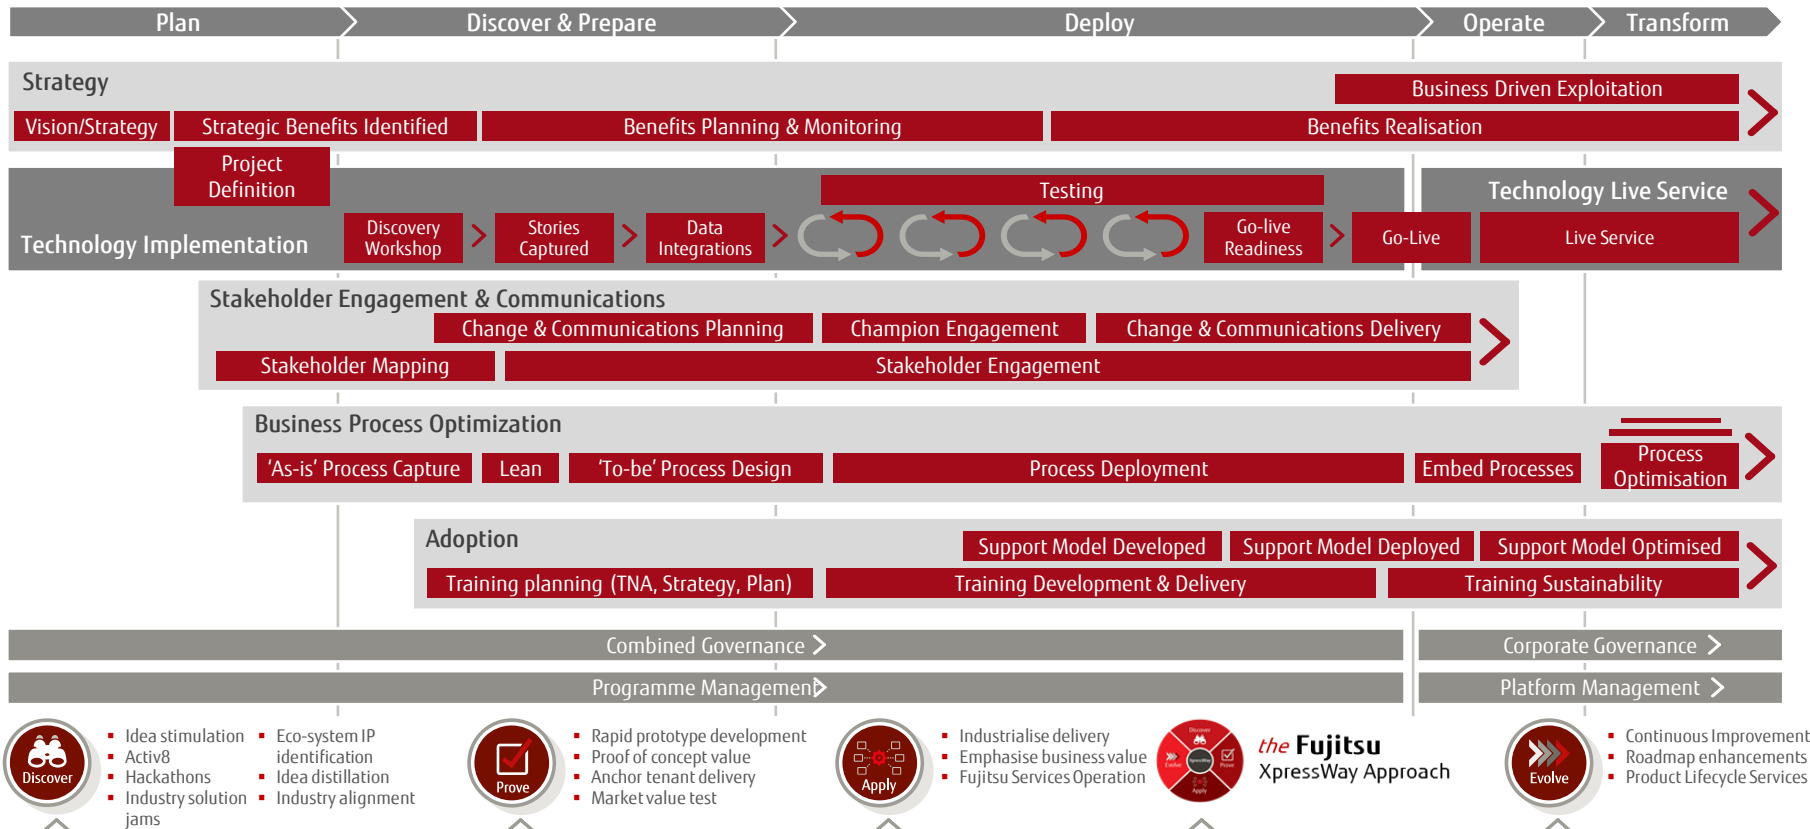 Plan
Discover & Prepare
Deploy
Operate
Transform
Strategy
Business Driven Exploitation
Vision/Strategy
Strategic Benefits Identified
Benefits Planning & Monitoring
Benefits Realisation
Project
Definition
Testing
Technology Live Service
Technology Implementation
Discovery
Workshop
Stories
Captured
Data
Integrations
Go-live
Readiness
Go-Live
Live Service
Stakeholder Engagement & Communications
Change & Communications Planning
Champion Engagement
Change & Communications Delivery
Stakeholder Mapping
Stakeholder Engagement
Business Process Optimization
'As-is' Process Capture
Lean
'To-be' Process Design
Process Deployment
Embed Processes
Process
Optimisation
Adoption
Support Model Developed
Support Model Deployed
Support Model Optimised
Training planning (TNA, Strategy, Plan)
Training Development & Delivery
Training Sustainability
Combined Governance
Corporate Governance
Programme Management
Platform Management
Discover
Idea stimulation
Activ8
Hackathons
Industry solution
jams
Eco-system IP
identification
Idea distillation
Industry alignment
Prove
Rapid prototype development
Proof of concept value
Anchor tenant delivery
Market value test
Apply
Industrialise delivery
Emphasise business value
Fujitsu Services Operation
Discover
Evolve
XpressWay
Prove
Apply
the Fujitsu
XpressWay Approach
Evolve
Continuous Improvement
Roadmap enhancements
Product Lifecycle Services